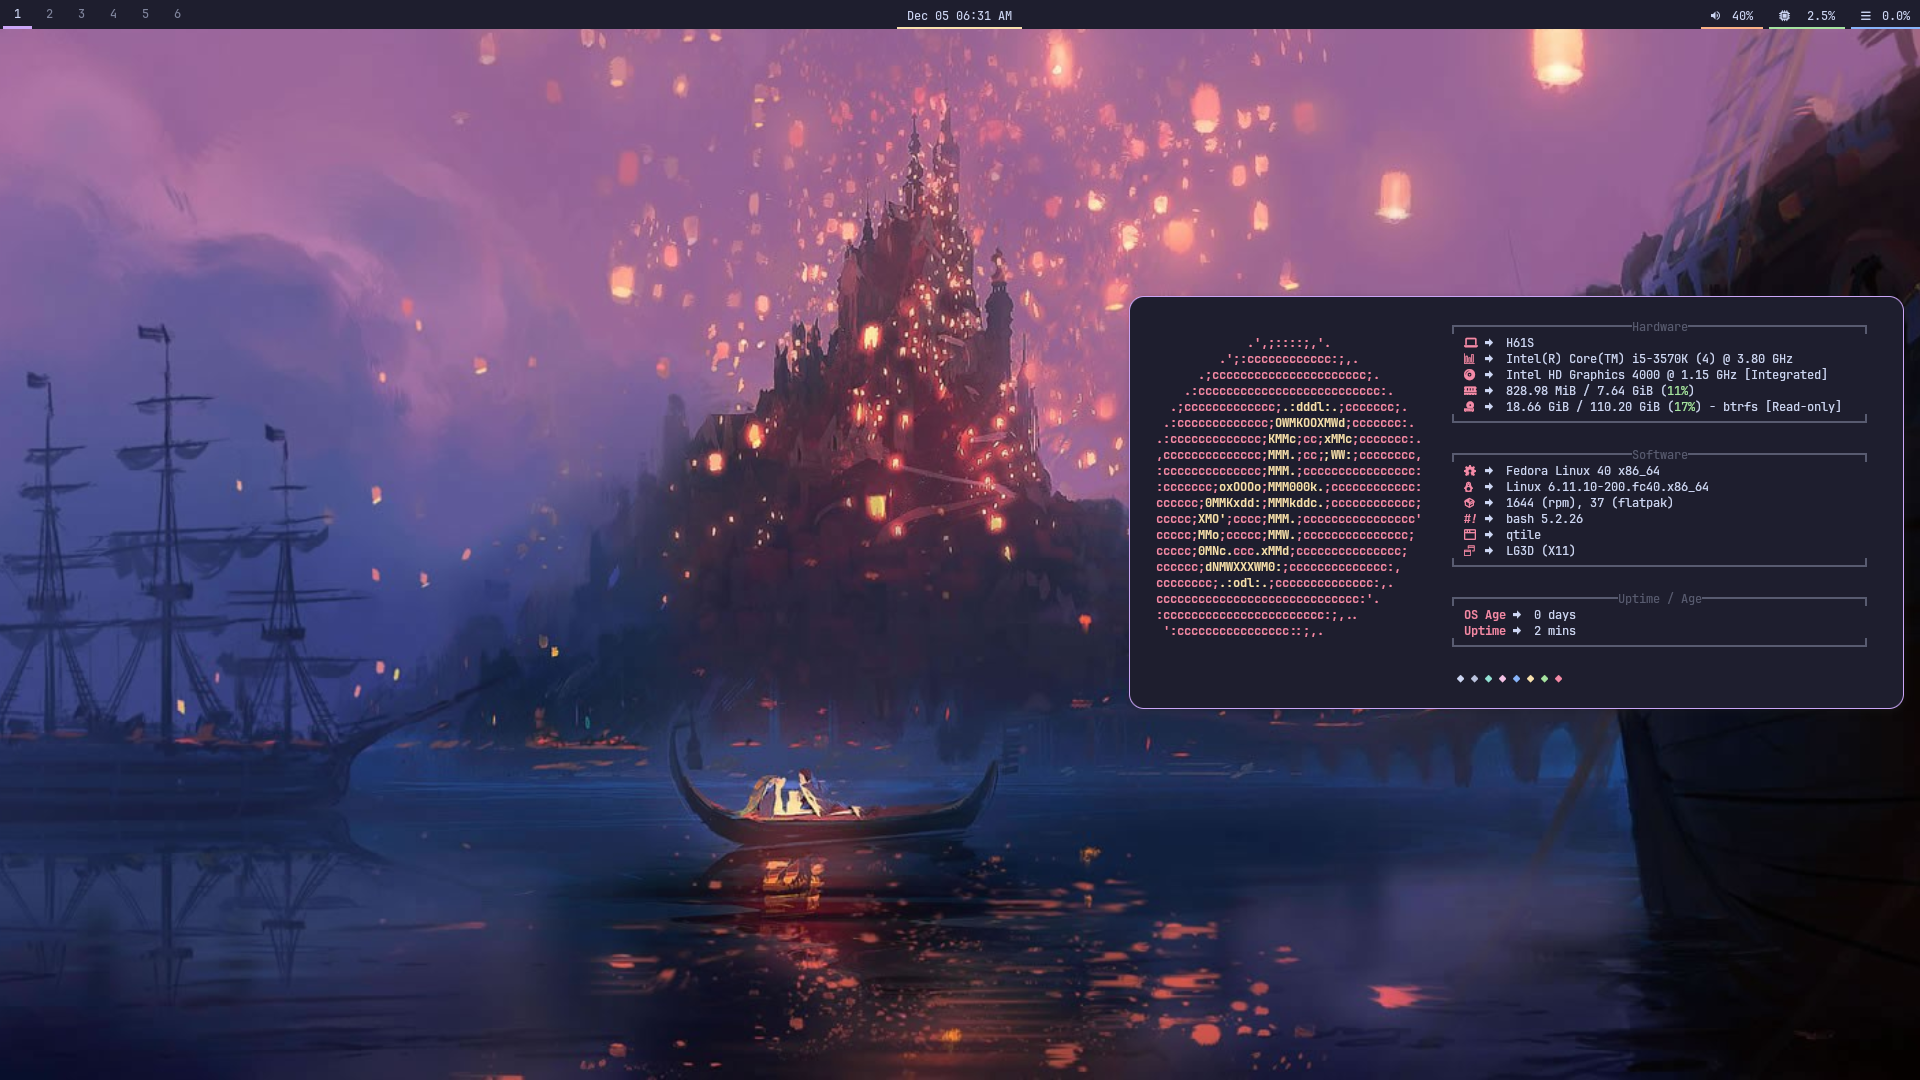 1 2 3 4 5 6
Dec 05 06:31 AM
40% 2.5% 0.0%
.',;::::;,'.
.';:cccccccccccc:;,.
.;cccccccccccccccccccccc;.
.:cccccccccccccccccccccccccc:.
.;ccccccccccccc;.:dddl:.;ccccccc;.
.:ccccccccccccc;OWMKOOXMWd;ccccccc:.
.:ccccccccccccc;KMMc;cc;xMMc;ccccccc:.
,cccccccccccccc;MMM.;cc;;WW:;cccccccc,
:cccccccccccccc;MMM.;cccccccccccccccc:
:ccccccc;oxOOOo;MMM000k.;cccccccccccc:
cccccc;0MMKxdd:;MMMkddc.;cccccccccccc;
ccccc;XMO';cccc;MMM.;cccccccccccccccc'
ccccc;MMo;ccccc;MMW.;ccccccccccccccc;
ccccc;0MNc.ccc.xMMd;ccccccccccccccc;
cccccc;dNMWXXXWM0:;cccccccccccccc:,
cccccccc;.:odl:.;cccccccccccccc:,.
ccccccccccccccccccccccccccccc:'.
:ccccccccccccccccccccccc:;,..
':cccccccccccccccc::;,.
Hardware
H61S
Intel(R) Core(TM) i5-3570K (4) @ 3.80 GHz
Intel HD Graphics 4000 @ 1.15 GHz [Integrated]
828.98 MiB / 7.64 GiB (11%)
18.66 GiB / 110.20 GiB (17%) - btrfs [Read-only]
Software
Fedora Linux 40 x86_64
Linux 6.11.10-200.fc40.x86_64
1644 (rpm), 37 (flatpak)
#! bash 5.2.26
qtile
LG3D (X11)
Uptime / Age
OS Age 0 days
Uptime 2 mins